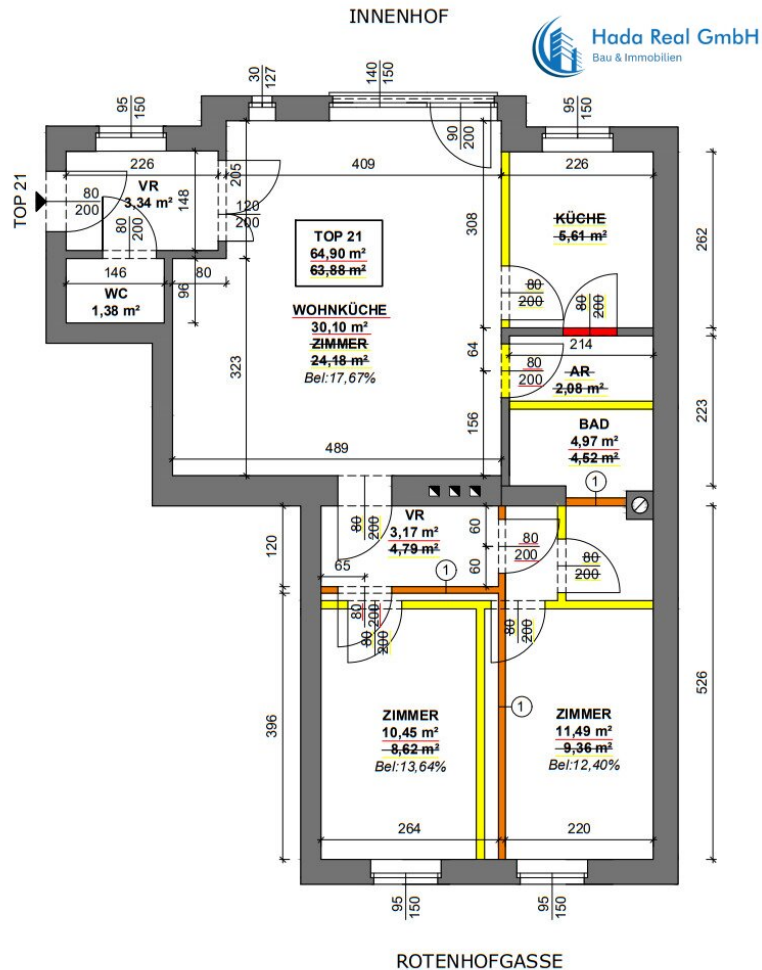 INNENHOF
Hada Real GmbH
Bau & Immobilien
95
150
30
127
140
150
95
150
90
200
226
205
409
226
TOP 21
80
200
VR
3,34 m²
148
120
200
80
200
308
KÜCHE
5,61 m²
262
TOP 21
64,90 m²
63,88 m²
146
80
96
WC
1,38 m²
80
200
80
200
WOHNKÜCHE
30,10 m²
ZIMMER
24,18 m²
Bel:17,67%
323
64
214
80
200
AR
2,08 m²
223
156
BAD
4,97 m²
4,52 m²
489
1
80
200
VR
3,17 m²
4,79 m²
60
60
80
200
80
200
120
65
1
80
200
80
200
80
200
526
396
1
ZIMMER
10,45 m²
8,62 m²
Bel:13,64%
ZIMMER
11,49 m²
9,36 m²
Bel:12,40%
264
220
95
150
95
150
ROTENHOFGASSE